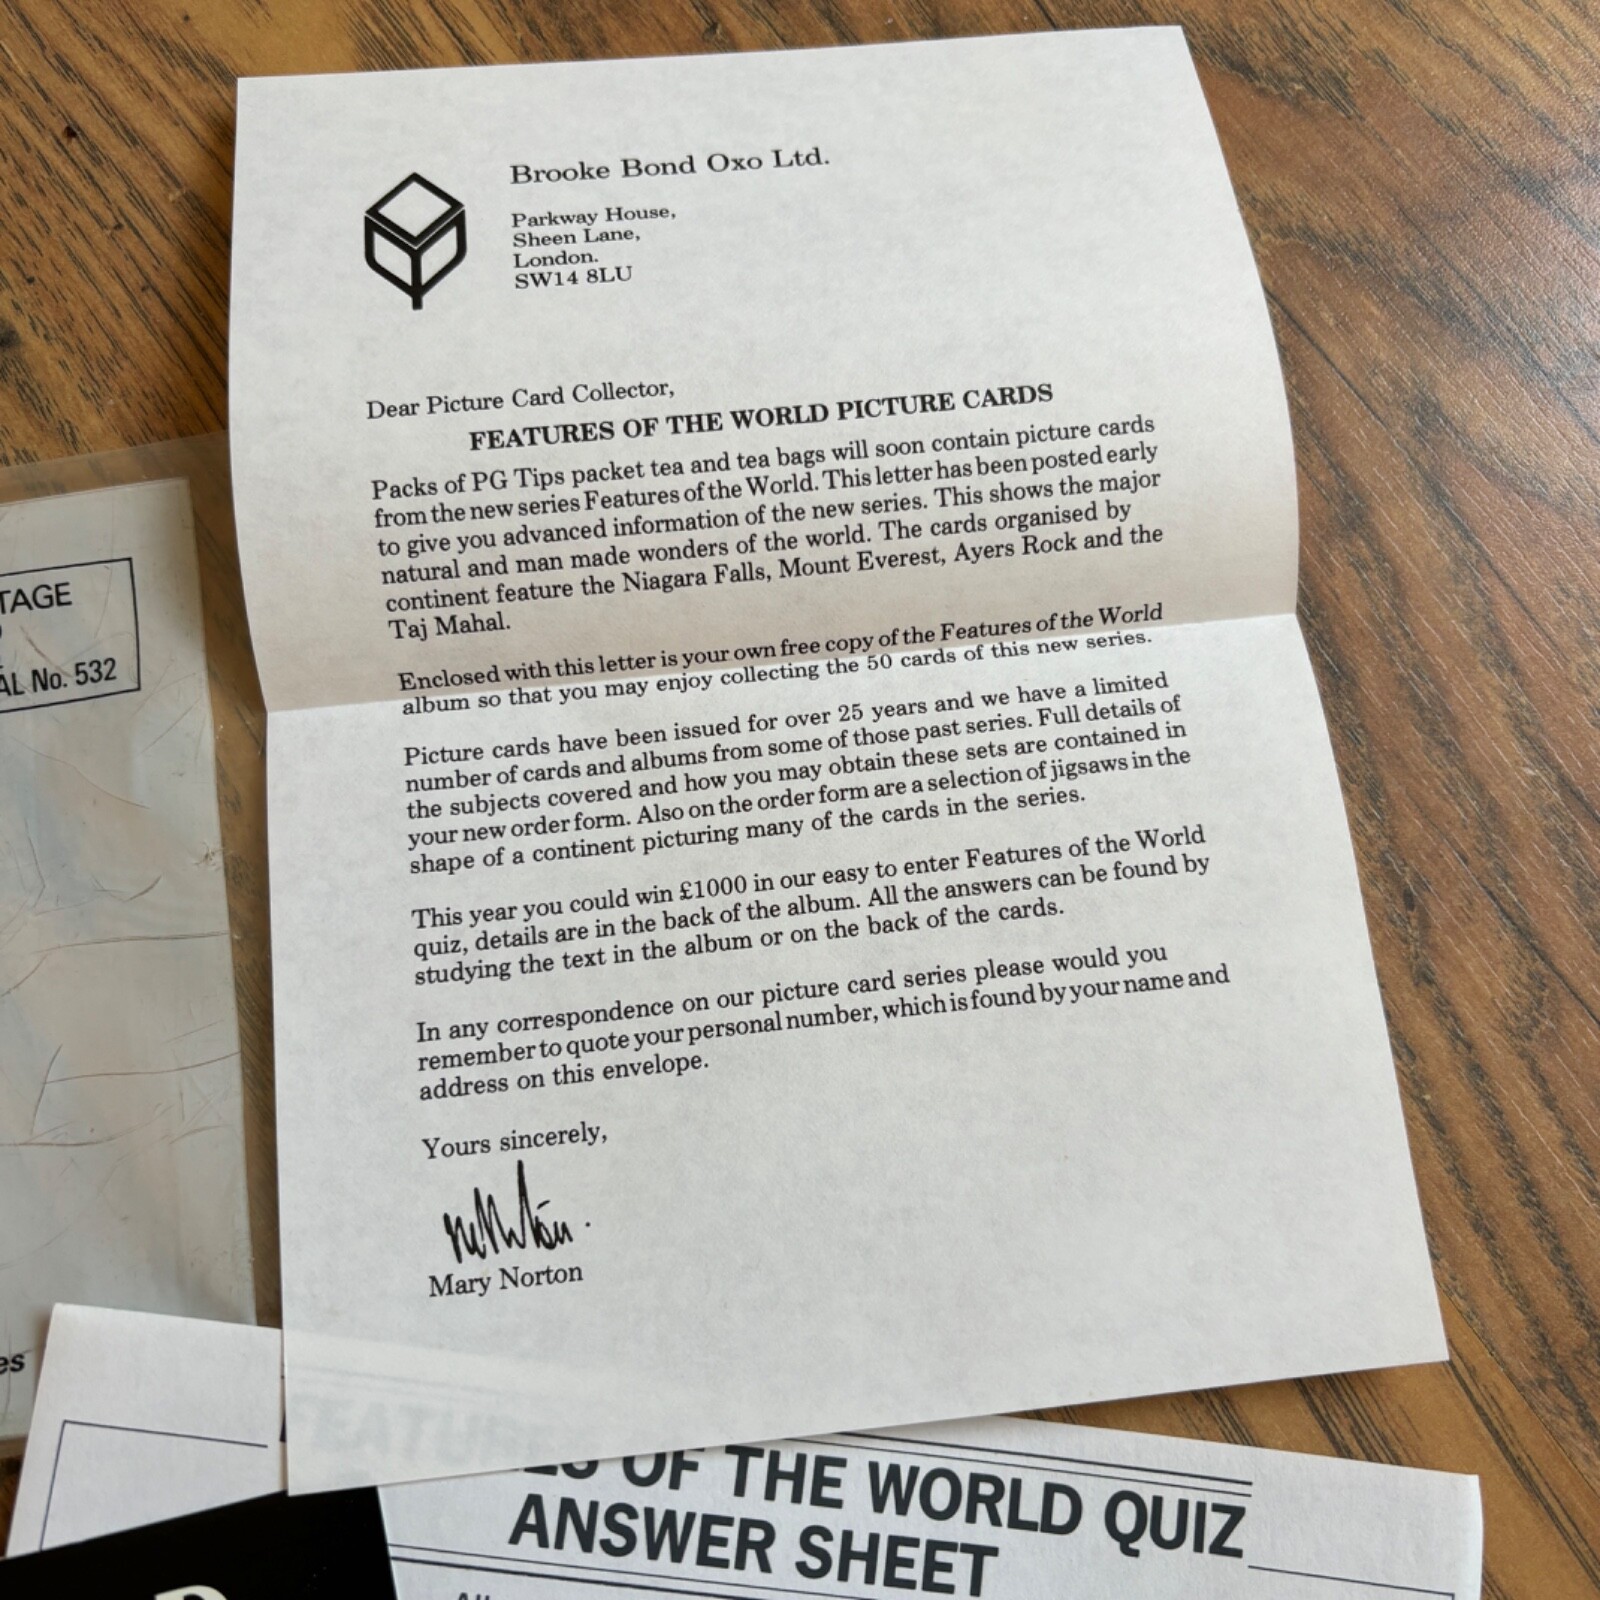 Brooke Bond Oxo Ltd.
Parkway House,
Sheen Lane,
London.
SW14 8LU
Dear Picture Card Collector,
FEATURES OF THE WORLD PICTURE CARDS
Packs of PG Tips packet tea and tea bags will soon contain picture cards
from the new series Features of the World. This letter has been posted early
to give you advanced information of the new series. This shows the major
natural and man made wonders of the world. The cards organised by
continent feature the Niagara Falls, Mount Everest, Ayers Rock and the
Taj Mahal.
Enclosed with this letter is your own free copy of the Features of the World
album so that you may enjoy collecting the 50 cards of this new series.
Picture cards have been issued for over 25 years and we have a limited
number of cards and albums from some of those past series. Full details of
the subjects covered and how you may obtain these sets are contained in
your new order form. Also on the order form are a selection of jigsaws in the
shape of a continent picturing many of the cards in the series.
This year you could win £1000 in our easy to enter Features of the World
quiz, details are in the back of the album. All the answers can be found by
studying the text in the album or on the back of the cards.
In any correspondence on our picture card series please would you
remember to quote your personal number, which is found by your name and
address on this envelope.
Yours sincerely,
Mary Norton
TAGE
AL No. 532
es
FEATURES OF THE WORLD QUIZ
ANSWER SHEET